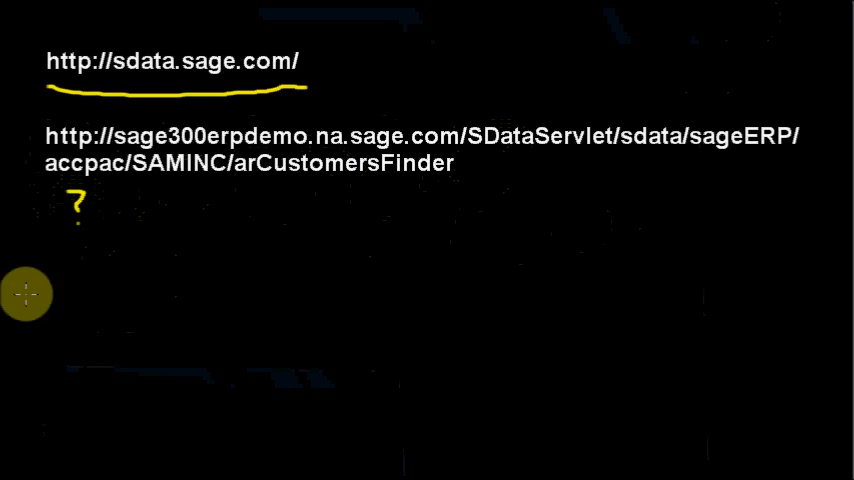 http://sdata.sage.com/
http://sage300erpdemo.na.sage.com/SDataServlet/sdata/sageERP/
accpac/SAMINC/arCustomersFinder
?